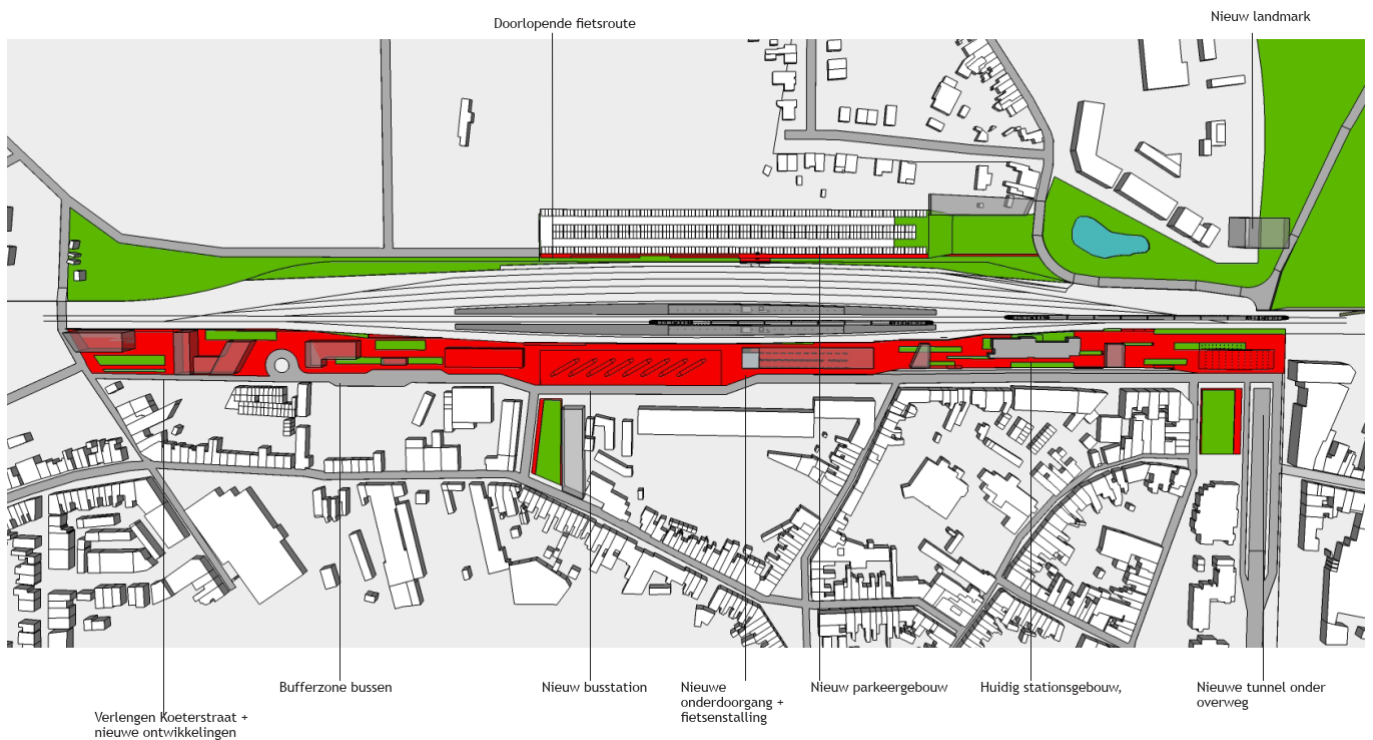 Nieuw landmark
Doorlopende fietsroute
Bufferzone bussen
Nieuw busstation
Nieuwe
onderdoorgang +
fietsenstalling
Nieuw parkeergebouw
Huidig stationsgebouw,
Nieuwe tunnel onder
overweg
Verlengen Koeterstraat +
nieuwe ontwikkelingen